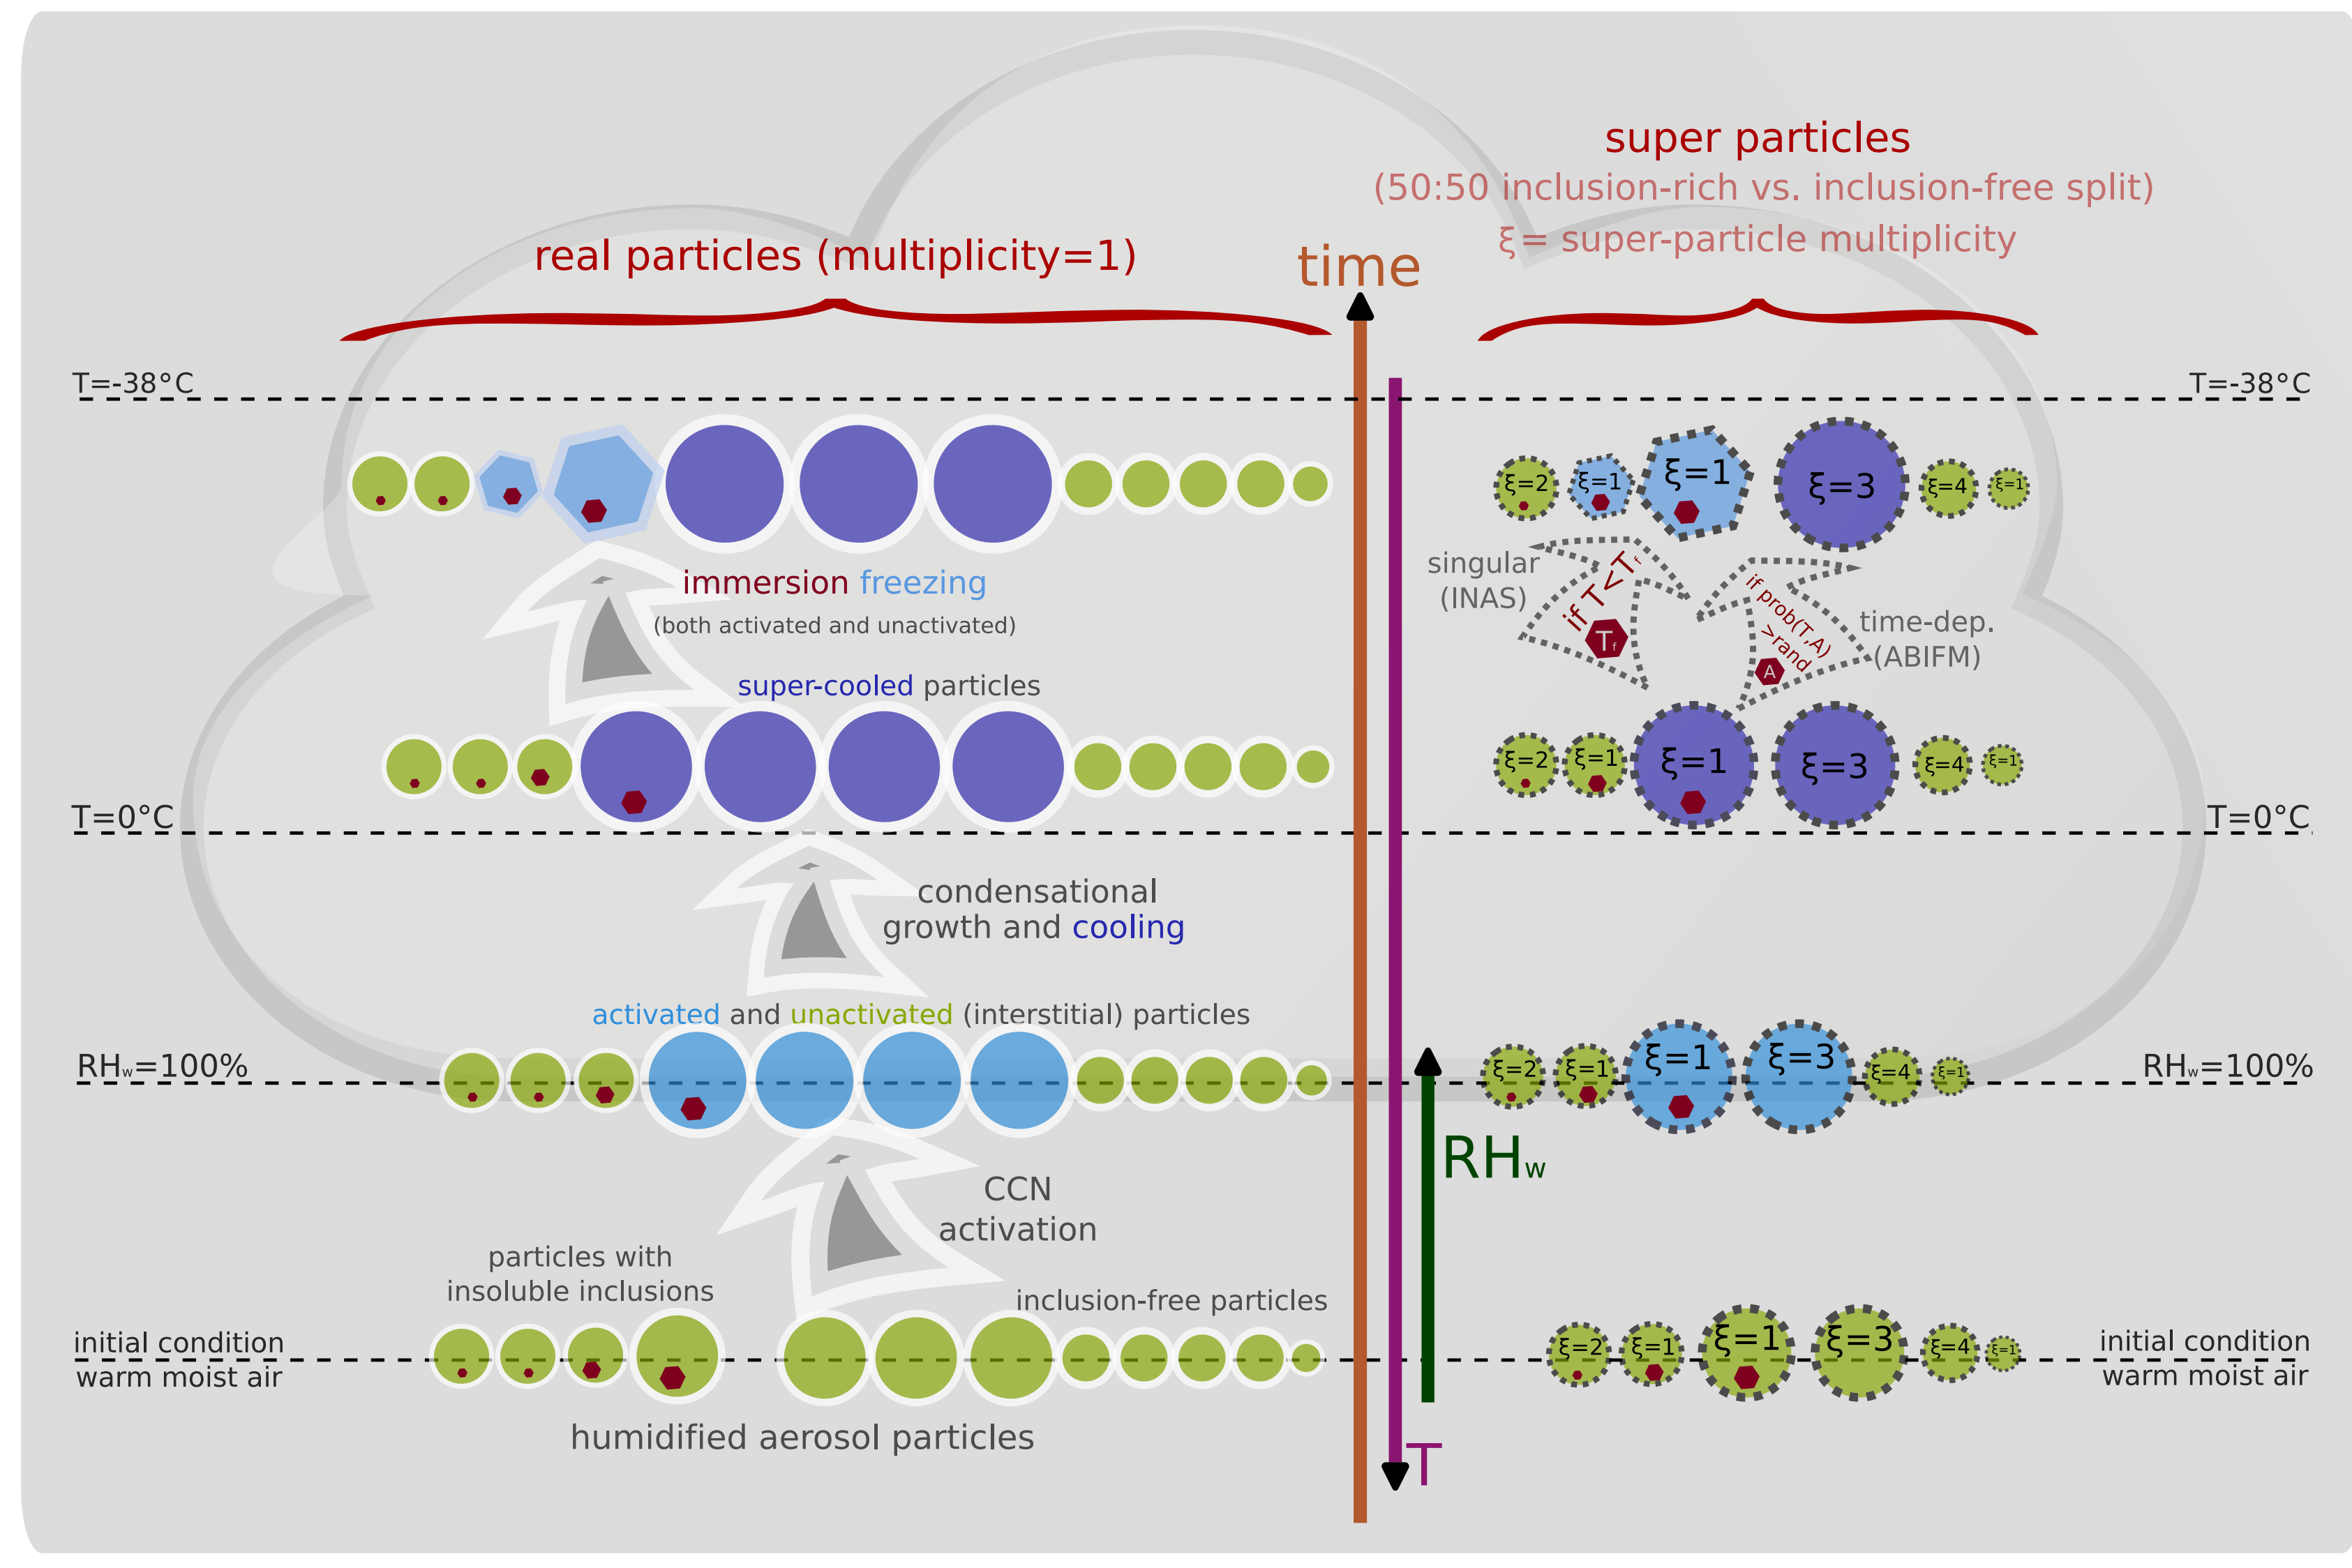 super particles
(50:50 inclusion-rich vs. inclusion-free split)
ξ= super-particle multiplicity
real particles (multiplicity=1)
time
T=-38°C
T=-38°C
ξ=2
ξ=1
ξ=1
ξ=3
ξ=4
ξ=1
immersion freezing
(both activated and unactivated)
singular
(INAS)
if T<Tf
Tf
if prob(T,A)
>rand
A
time-dep.
(ABIFM)
super-cooled particles
ξ=2
ξ=1
ξ=1
ξ=3
ξ=4
ξ=1
T=0°C
T=0°C
condensational
growth and cooling
activated and unactivated (interstitial) particles
RHw=100%
RHw=100%
ξ=2
ξ=1
ξ=1
ξ=3
ξ=4
ξ=1
RHw
CCN
activation
particles with
insoluble inclusions
inclusion-free particles
initial condition
warm moist air
ξ=2
ξ=1
ξ=1
ξ=3
ξ=4
ξ=1
initial condition
warm moist air
humidified aerosol particles
T